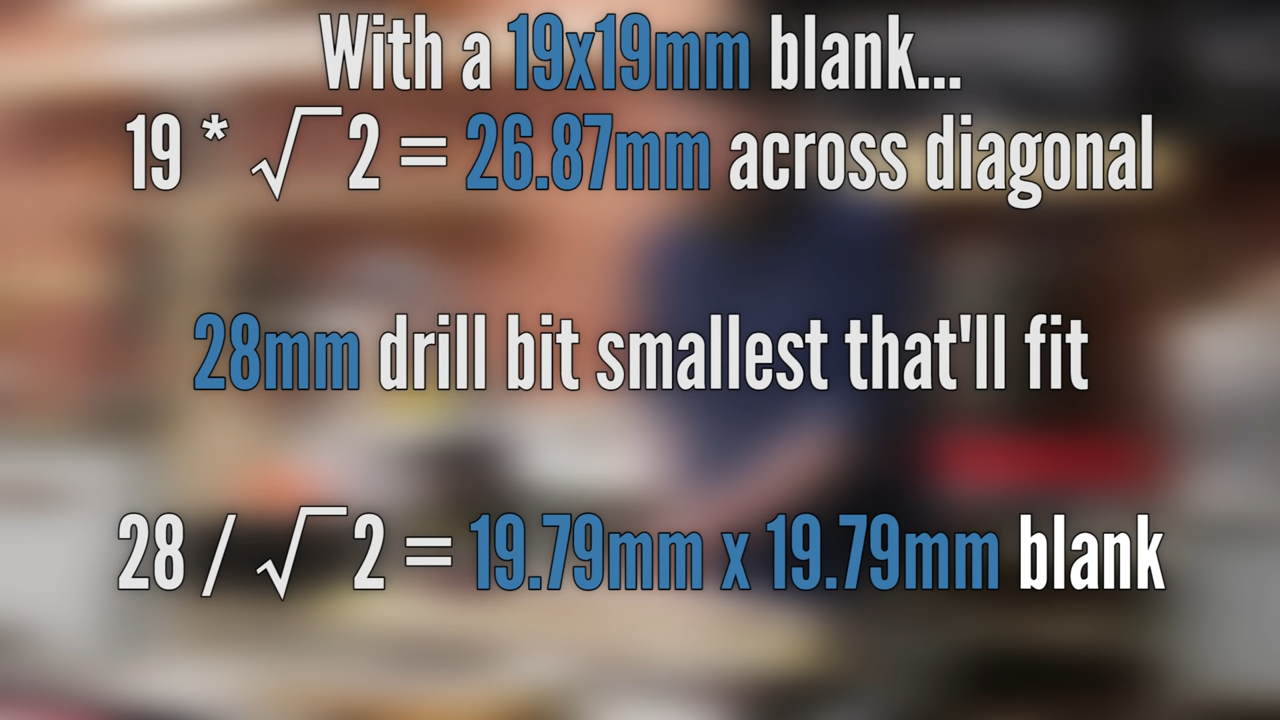 With a 19x19mm blank...
19 * √2 = 26.87mm across diagonal
28mm drill bit smallest that'll fit
28 / √2 = 19.79mm x 19.79mm blank